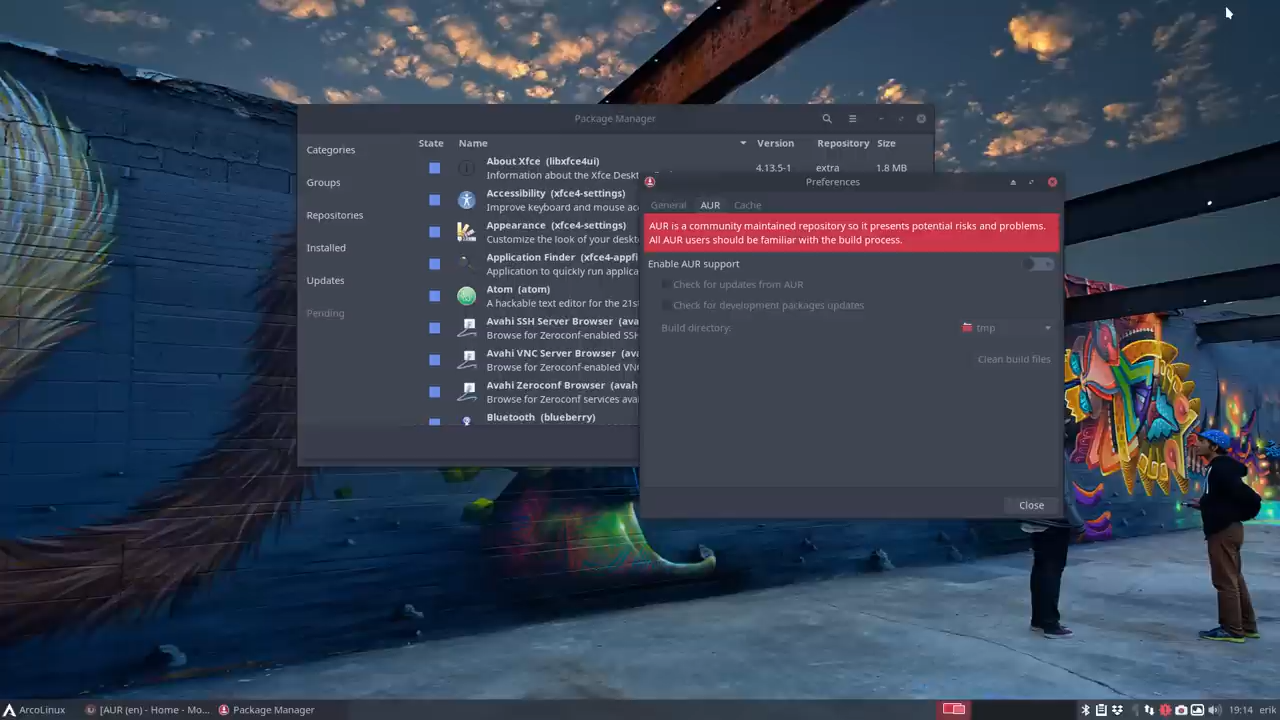 Package Manager
Categories
Groups
Repositories
Installed
Updates
Pending
State Name Version Repository Size
About Xfce (libxfce4ui)
Information about the Xfce Deskt
4.13.5-1 extra 1.8 MB
Accessibility (xfce4-settings)
Improve keyboard and mouse ac
Appearance (xfce4-settings)
Customize the look of your deskt
Application Finder (xfce4-appfi
Application to quickly run applica
Atom (atom)
A hackable text editor for the 21st
Avahi SSH Server Browser (ava
Browse for Zeroconf-enabled SSH
Avahi VNC Server Browser (ava
Browse for Zeroconf-enabled VNC
Avahi Zeroconf Browser (avah
Browse for Zeroconf services avai
Bluetooth (blueberry)
Preferences
General AUR Cache
AUR is a community maintained repository so it presents potential risks and problems.
All AUR users should be familiar with the build process.
Enable AUR support
Check for updates from AUR
Check for development packages updates
Build directory: tmp
Clean build files
Close
ArcoLinux [AUR (en) - Home - Mo... Package Manager 19:14 erik